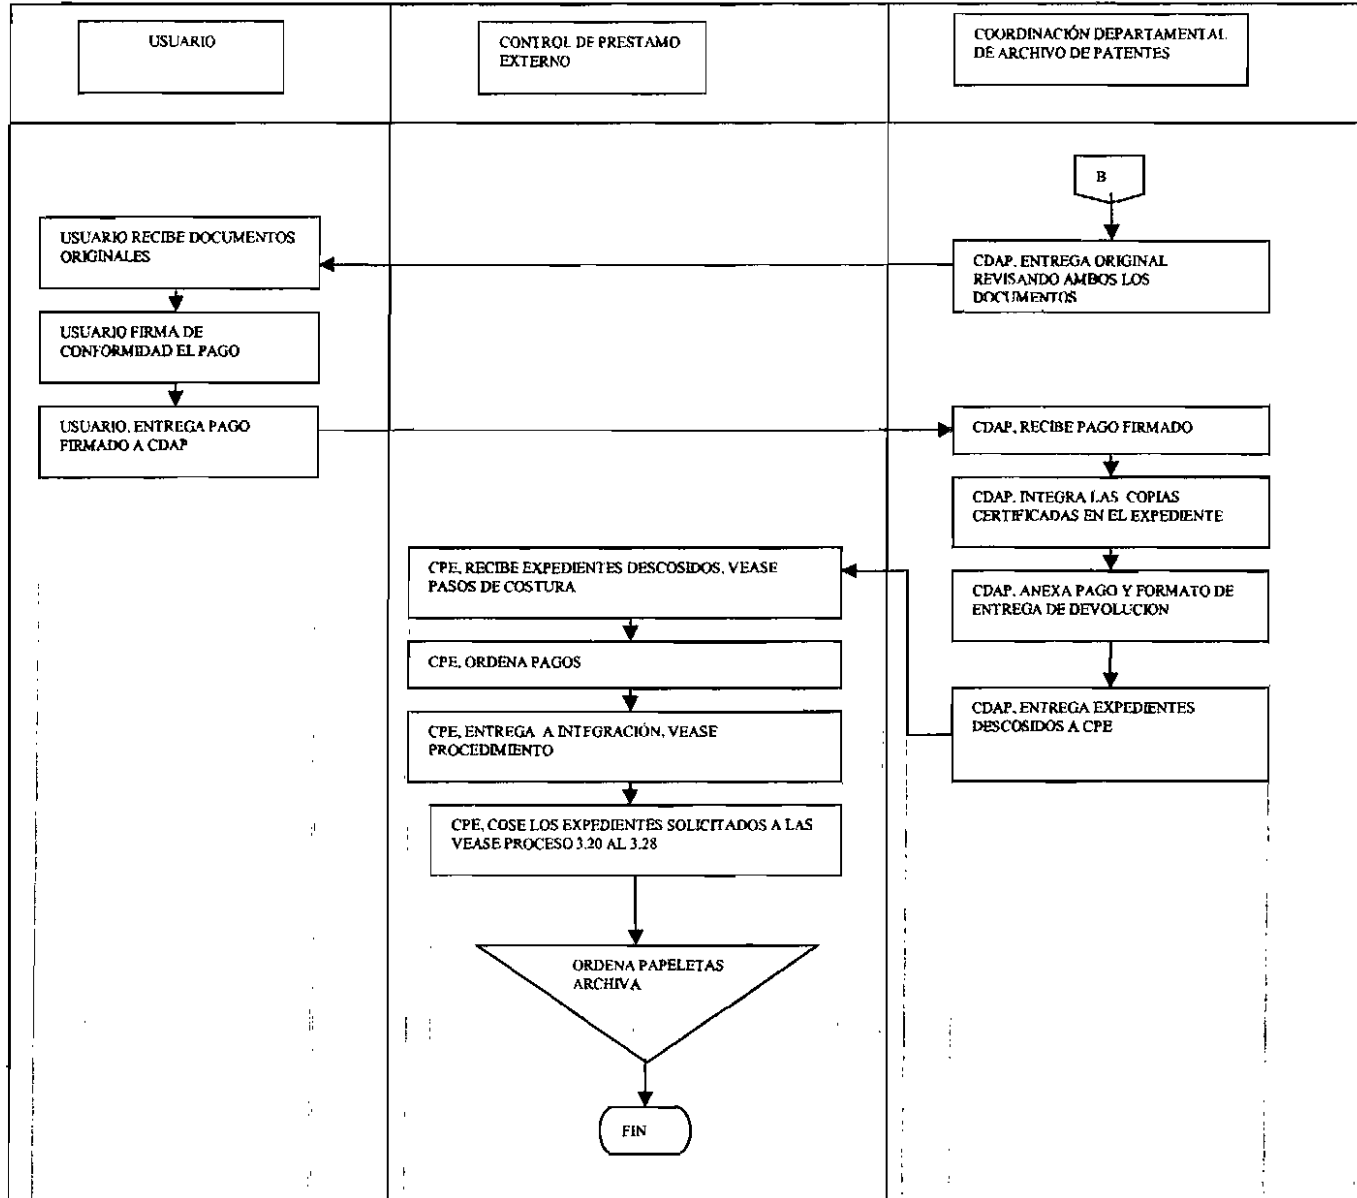 USUARIO
CONTROL DE PRESTAMO
EXTERNO
COORDINACIÓN DEPARTAMENTAL
DE ARCHIVO DE PATENTES
B
CDAP, ENTREGA ORIGINAL
REVISANDO AMBOS LOS
DOCUMENTOS
USUARIO RECIBE DOCUMENTOS
ORIGINALES
USUARIO FIRMA DE
CONFORMIDAD EL PAGO
USUARIO, ENTREGA PAGO
FIRMADO A CDAP
CDAP, RECIBE PAGO FIRMADO
CDAP, INTEGRA LAS COPIAS
CERTIFICADAS EN EL EXPEDIENTE
CDAP, ANEXA PAGO Y FORMATO DE
ENTREGA DE DEVOLUCION
CDAP, ENTREGA EXPEDIENTES
DESCOSIDOS A CPE
CPE, RECIBE EXPEDIENTES DESCOSIDOS, VEASE
PASOS DE COSTURA
CPE, ORDENA PAGOS
CPE, ENTREGA A INTEGRACIÓN, VEASE
PROCEDIMIENTO
CPE, COSE LOS EXPEDIENTES SOLICITADOS A LAS
VEASE PROCESO 3.20 AL 3.28
ORDENA PAPELETAS
ARCHIVA
FIN